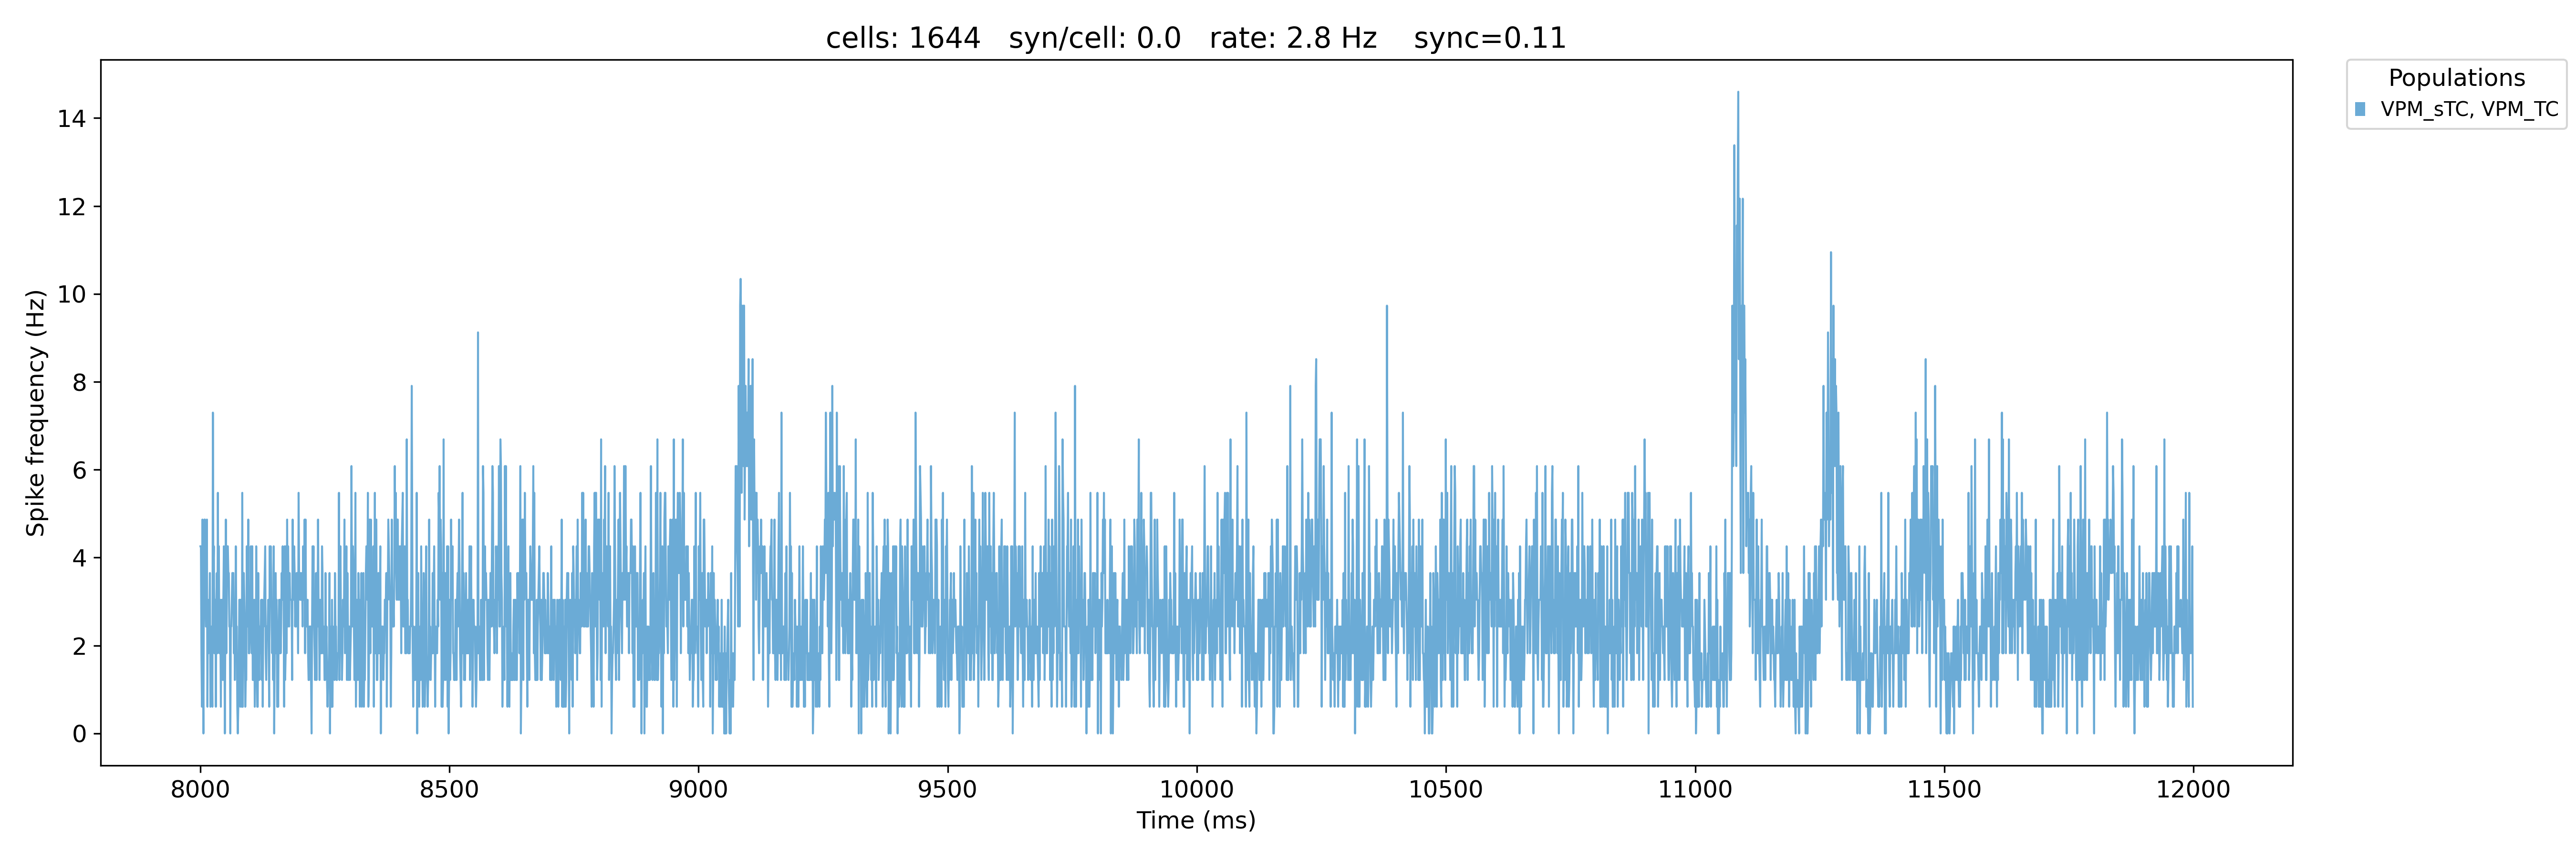 cells: 1644   syn/cell: 0.0   rate: 2.8 Hz    sync=0.11
Populations
VPM_sTC, VPM_TC
Spike frequency (Hz)
14
12
10
8
6
4
2
0
8000 8500 9000 9500 10000 10500 11000 11500 12000
Time (ms)